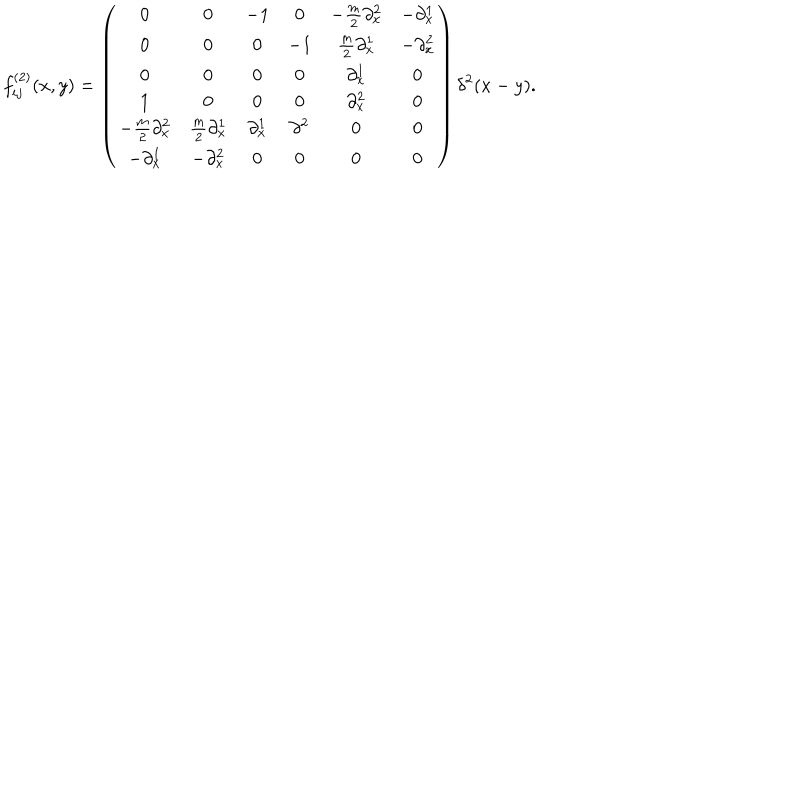 $f_{ij}^{(2)}(x,y)=\begin{pmatrix} 0 & 0 & -1 & 0 & -\frac{m}{2}\partial_x^2 & -\partial_x^1 \\ 0 & 0 & 0 & -1 & \frac{m}{2}\partial_x^1 & -\partial_x^2 \\ 0 & 0 & 0 & 0 & \partial_x^1 & 0 \\ 1 & 0 & 0 & 0 & \partial_x^2 & 0 \\ -\frac{m}{2}\partial_x^2 & \frac{m}{2}\partial_x^1 & \partial_x^1 & \partial^2 & 0 & 0 \\ -\partial_x^1 & -\partial_x^2 & 0 & 0 & 0 & 0 \end{pmatrix}\delta^2(x-y).$